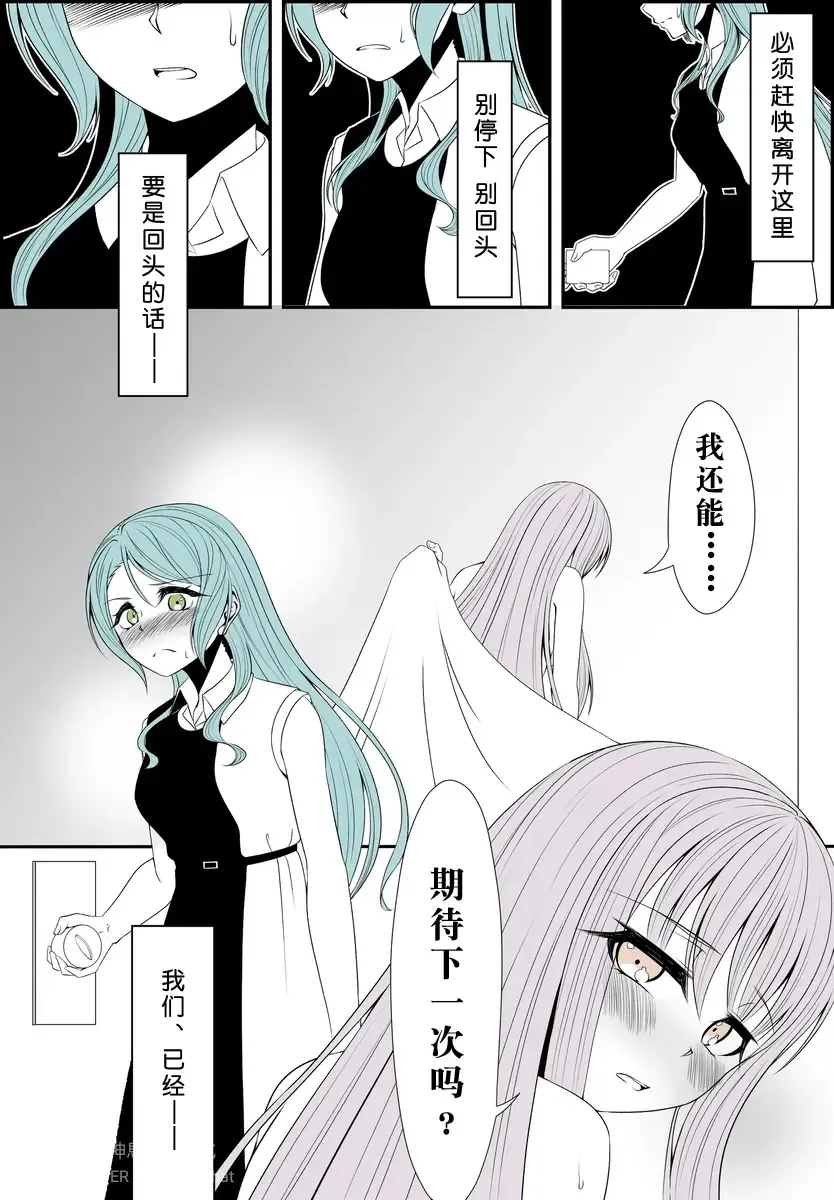 必须赶快离开这里
别停下 别回头
要是回头的话——
我还能……
期待下一次吗？
我们、已经——